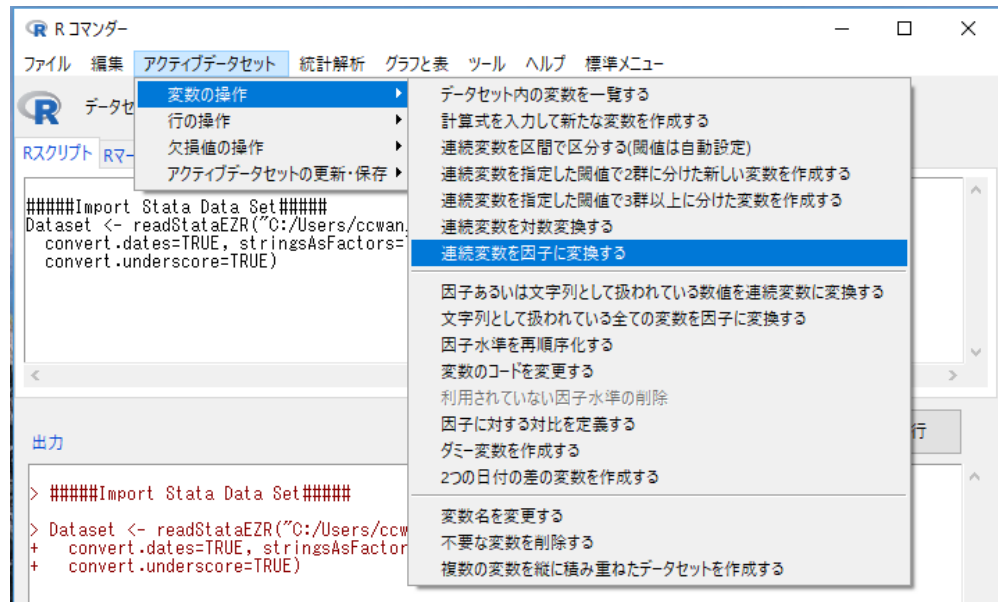 R コマンダー
ファイル 編集 アクティブデータセット 統計解析 グラフと表 ツール ヘルプ 標準メニュー
変数の操作
行の操作
欠損値の操作
アクティブデータセットの更新・保存
データセ
Rスクリプト Rマー
データセット内の変数を一覧する
計算式を入力して新たな変数を作成する
連続変数を区間で区分する(閾値は自動設定)
連続変数を指定した閾値で2群に分けた新しい変数を作成する
連続変数を指定した閾値で3群以上に分けた変数を作成する
連続変数を対数変換する
連続変数を因子に変換する
因子あるいは文字列として扱われている数値を連続変数に変換する
文字列として扱われている全ての変数を因子に変換する
因子水準を再順序化する
変数のコードを変更する
利用されていない因子水準の削除
因子に対する対比を定義する
ダミー変数を作成する
2つの日付の差の変数を作成する
変数名を変更する
不要な変数を削除する
複数の変数を縦に積み重ねたデータセットを作成する
#####Import Stata Data Set#####
Dataset <- readStataEZR("C:/Users/ccwan
convert.dates=TRUE, stringsAsFactors=
convert.underscore=TRUE)
行
出力
> #####Import Stata Data Set#####
> Dataset <- readStataEZR("C:/Users/ccw
+ convert.dates=TRUE, stringsAsFactor
+ convert.underscore=TRUE)